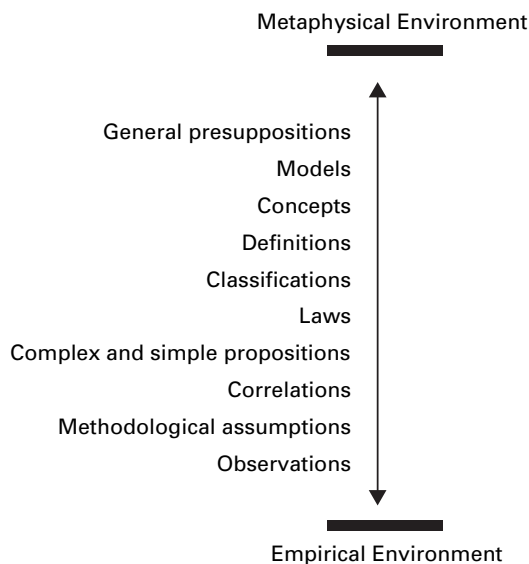 Metaphysical Environment
General presuppositions
Models
Concepts
Definitions
Classifications
Laws
Complex and simple propositions
Correlations
Methodological assumptions
Observations
Empirical Environment